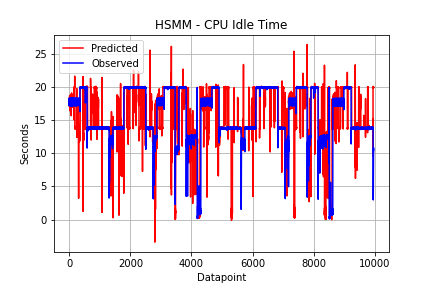 HSMM - CPU Idle Time
Predicted
Observed
25
20
15
10
5
0
Seconds
0 2000 4000 6000 8000 10000
Datapoint